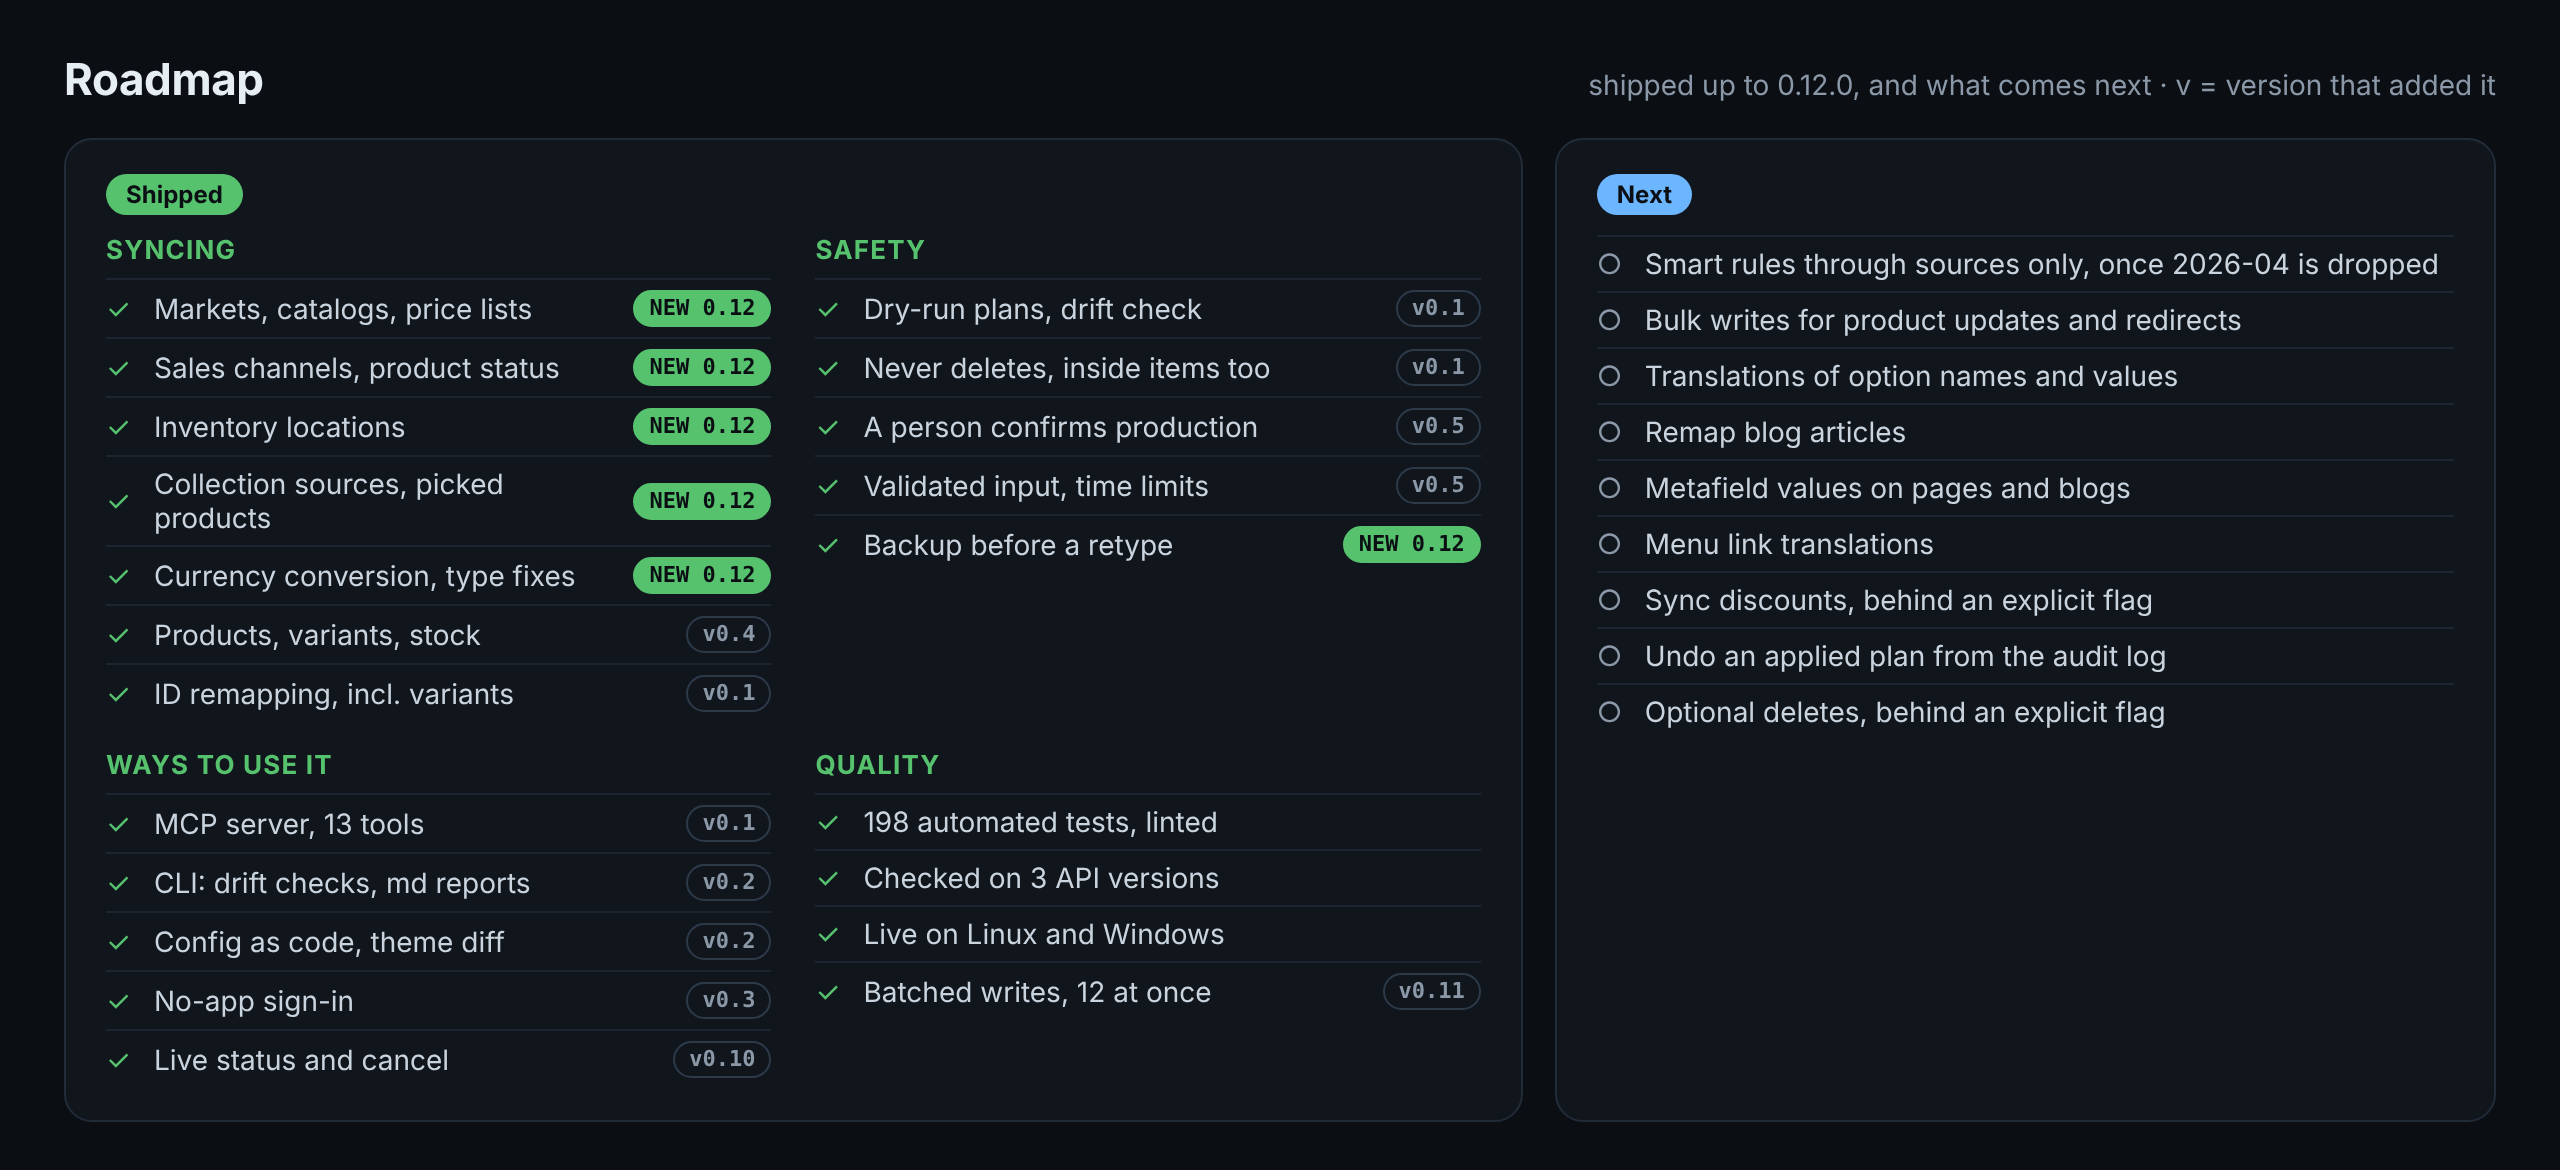 Roadmap
shipped up to 0.12.0, and what comes next · v = version that added it
Shipped
SYNCING
Markets, catalogs, price lists NEW 0.12
Sales channels, product status NEW 0.12
Inventory locations NEW 0.12
Collection sources, picked
products NEW 0.12
Currency conversion, type fixes NEW 0.12
Products, variants, stock v0.4
ID remapping, incl. variants v0.1
SAFETY
Dry-run plans, drift check v0.1
Never deletes, inside items too v0.1
A person confirms production v0.5
Validated input, time limits v0.5
Backup before a retype NEW 0.12
WAYS TO USE IT
MCP server, 13 tools v0.1
CLI: drift checks, md reports v0.2
Config as code, theme diff v0.2
No-app sign-in v0.3
Live status and cancel v0.10
QUALITY
198 automated tests, linted
Checked on 3 API versions
Live on Linux and Windows
Batched writes, 12 at once v0.11
Next
Smart rules through sources only, once 2026-04 is dropped
Bulk writes for product updates and redirects
Translations of option names and values
Remap blog articles
Metafield values on pages and blogs
Menu link translations
Sync discounts, behind an explicit flag
Undo an applied plan from the audit log
Optional deletes, behind an explicit flag